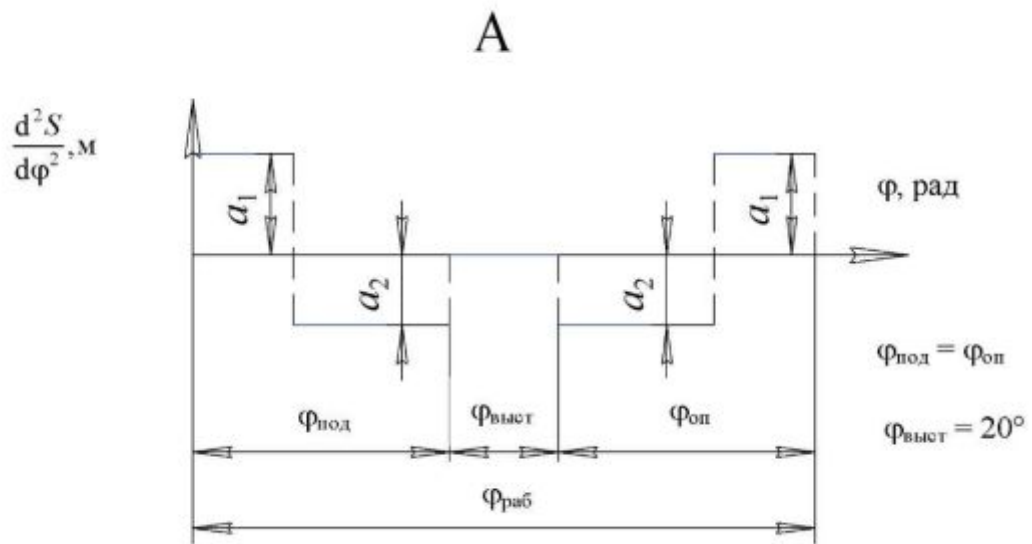 А
d²S
dφ² , м
a₁
a₁
φ, рад
a₂
a₂
φпод = φоп
φпод
φвыст
φоп
φвыст = 20°
φраб